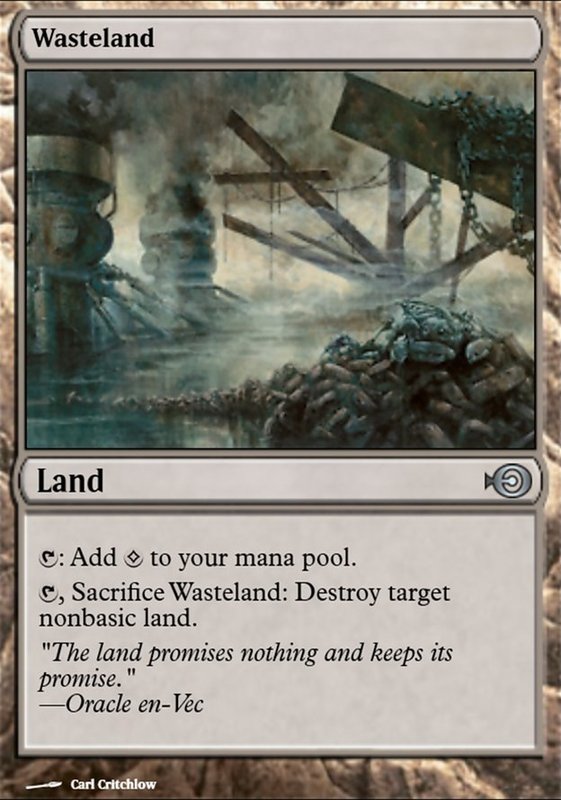 Wasteland
Land
: Add to your mana pool.
, Sacrifice Wasteland: Destroy target
nonbasic land.
"The land promises nothing and keeps its
promise."
—Oracle en-Vec
Carl Critchlow